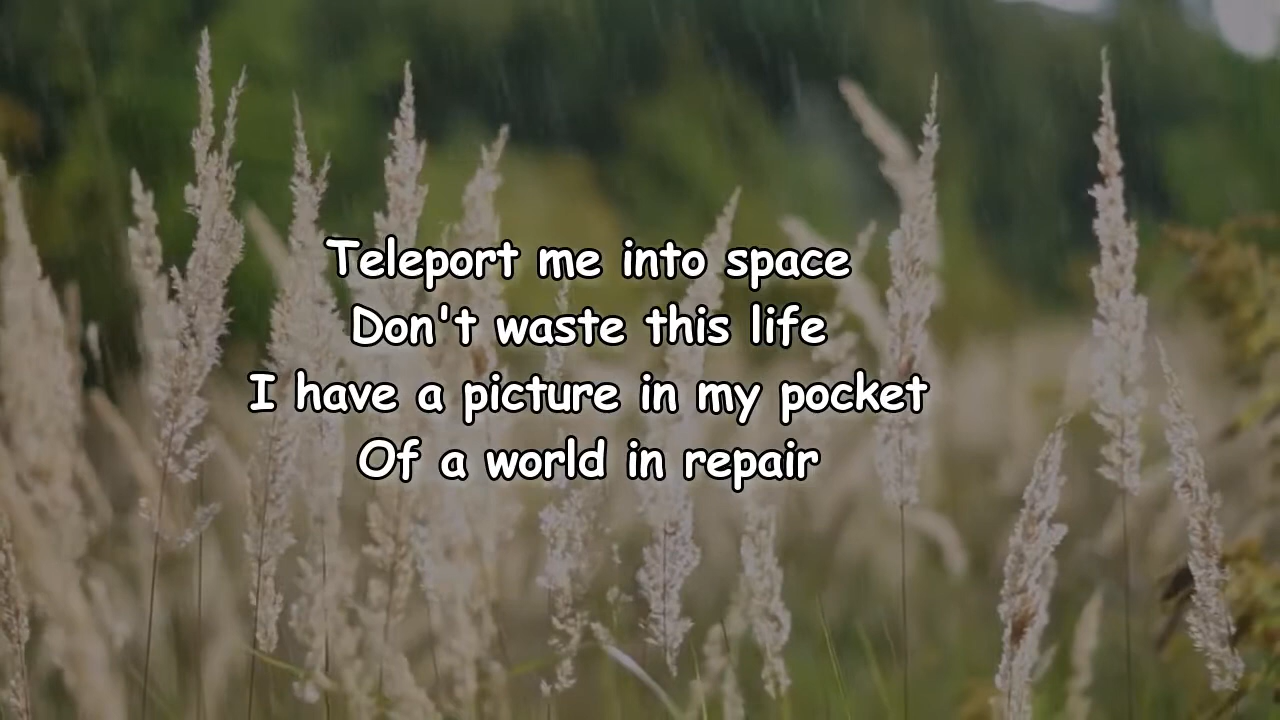 Teleport me into space
Don't waste this life
I have a picture in my pocket
Of a world in repair